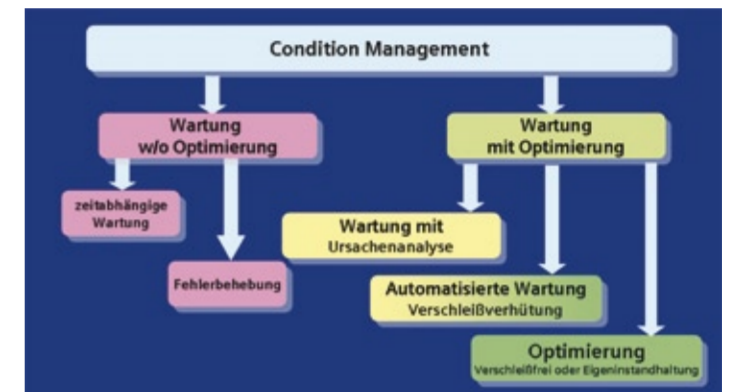 Condition Management
Wartung
w/o Optimierung
Wartung
mit Optimierung
zeitabhängige
Wartung
Wartung mit
Ursachenanalyse
Fehlerbehebung
Automatisierte Wartung
Verschleißverhütung
Optimierung
Verschleißfrei oder Eigeninstandhaltung